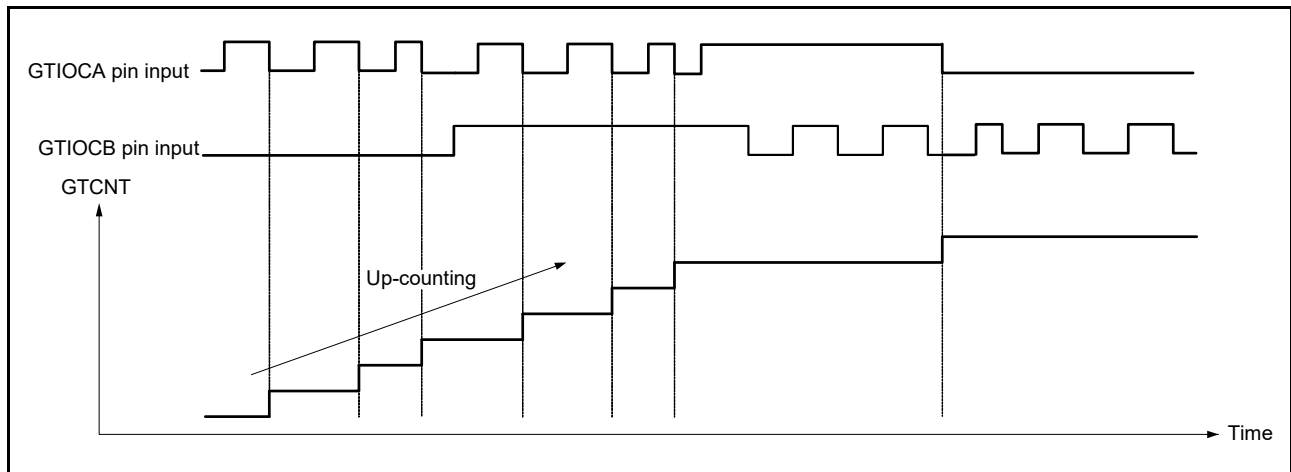 GTIOCA pin input
GTIOCB pin input
GTCNT
Up-counting
Time